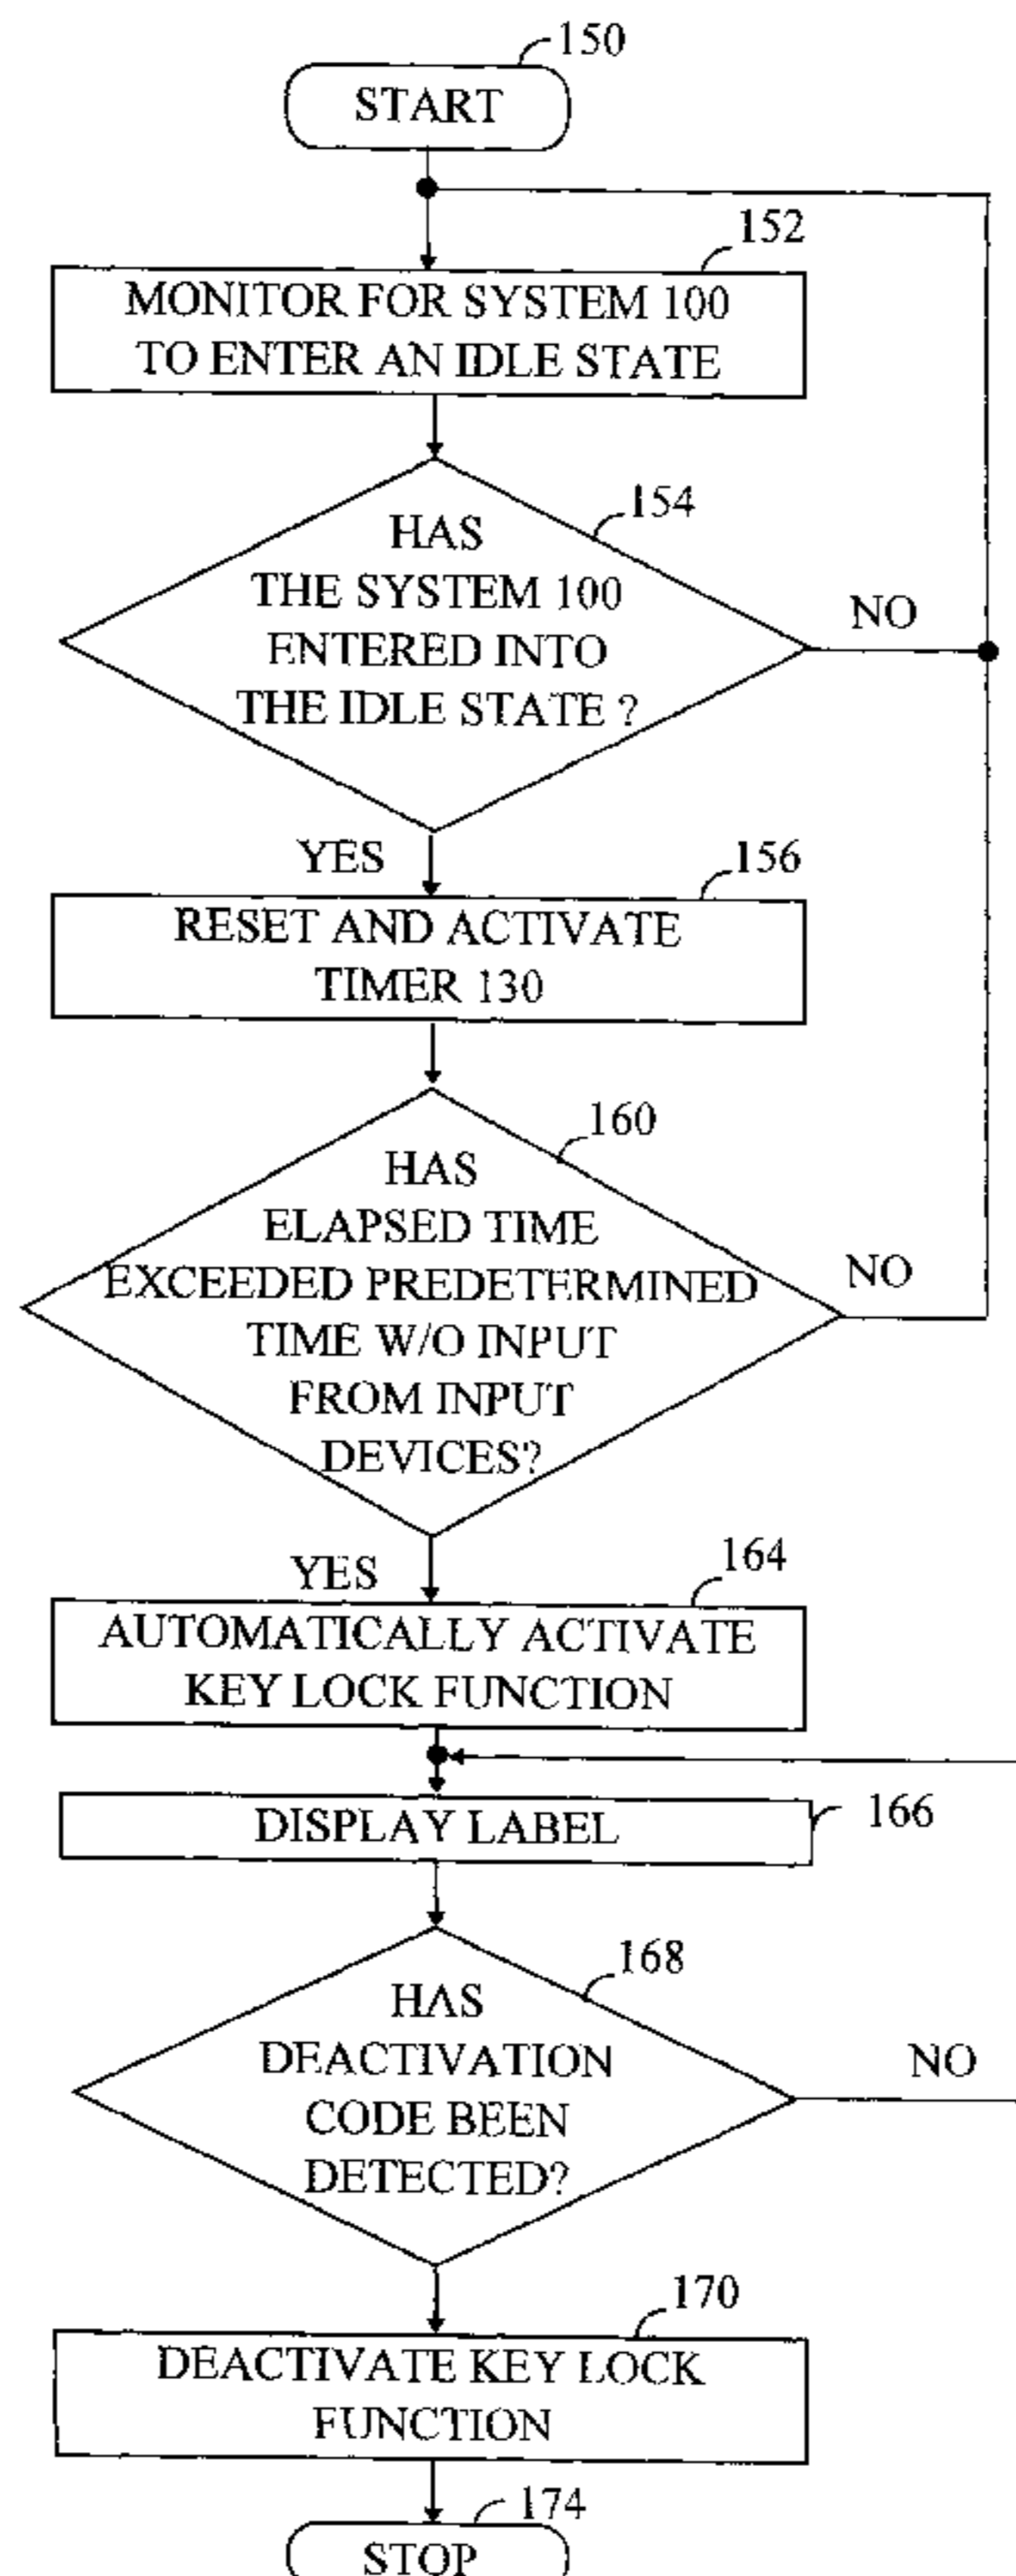 150
START
152
MONITOR FOR SYSTEM 100
TO ENTER AN IDLE STATE
154
HAS
THE SYSTEM 100
ENTERED INTO
THE IDLE STATE ?
NO
YES
156
RESET AND ACTIVATE
TIMER 130
160
HAS
ELAPSED TIME
EXCEEDED PREDETERMINED
TIME W/O INPUT
FROM INPUT
DEVICES?
NO
YES
164
AUTOMATICALLY ACTIVATE
KEY LOCK FUNCTION
DISPLAY LABEL
166
168
HAS
DEACTIVATION
CODE BEEN
DETECTED?
NO
170
DEACTIVATE KEY LOCK
FUNCTION
174
STOP